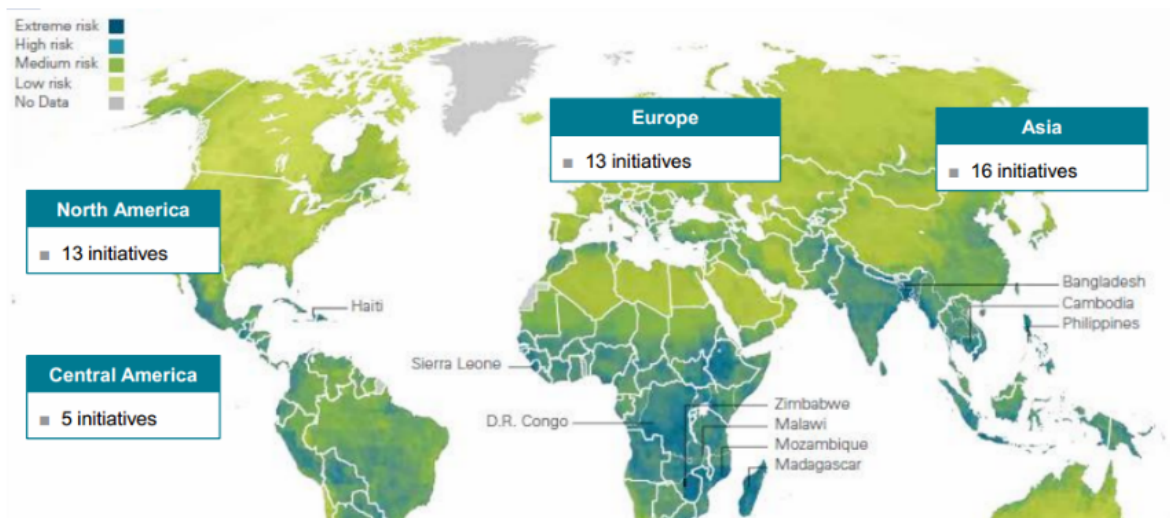 Extreme risk
High risk
Medium risk
Low risk
No Data
Europe
■ 13 initiatives
Asia
■ 16 initiatives
North America
■ 13 initiatives
Haiti
Bangladesh
Cambodia
Philippines
Sierra Leone
Central America
■ 5 initiatives
D.R. Congo
Zimbabwe
Malawi
Mozambique
Madagascar